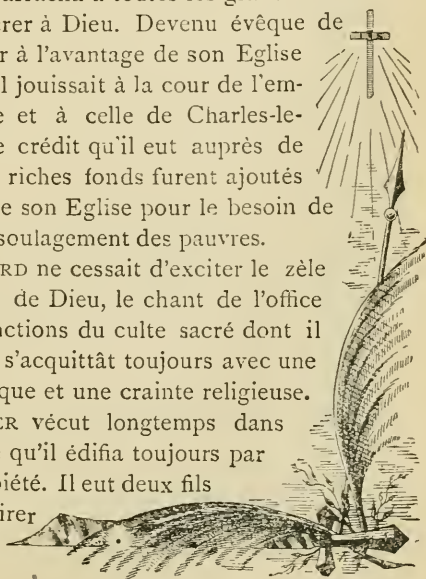 crer à Dieu. Devenu évêque de
r à l'avantage de son Eglise
l jouissait à la cour de l'em-
e et à celle de Charles-le-
e crédit qu'il eut auprès de
riches fonds furent ajoutés
e son Eglise pour le besoin de
soulagement des pauvres.
RD ne cessait d'exciter le zèle
de Dieu, le chant de l'office
nctions du culte sacré dont il
s'acquittât toujours avec une
que et une crainte religieuse.
ER vécut longtemps dans
qu'il édifia toujours par
piété. Il eut deux fils
irer